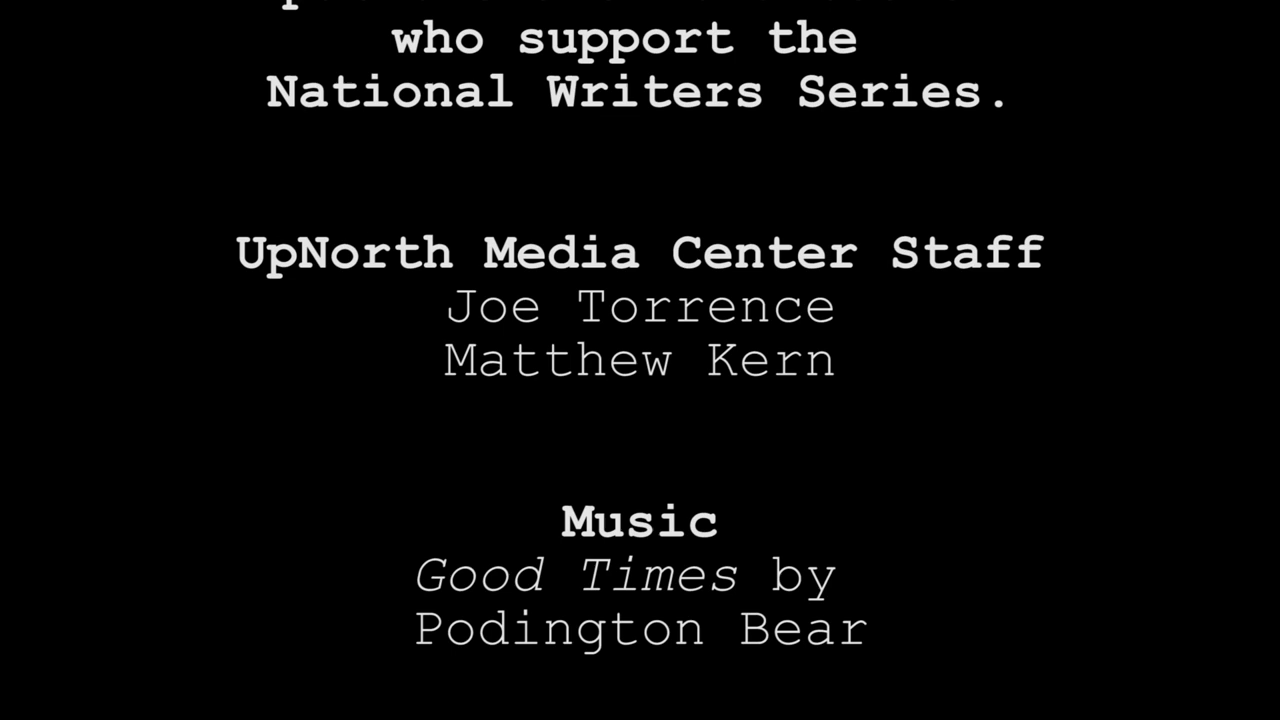 who support the
National Writers Series.
UpNorth Media Center Staff
Joe Torrence
Matthew Kern
Music
Good Times by
Podington Bear